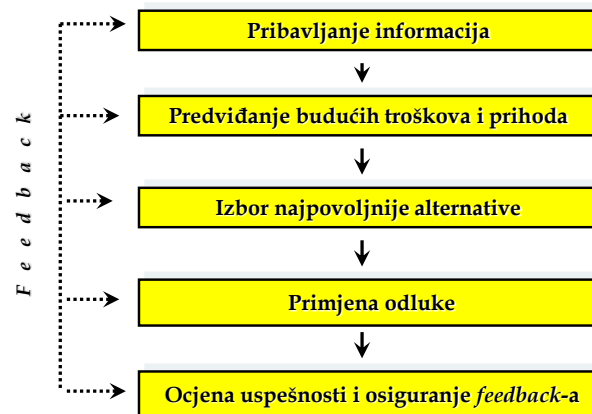 Pribavljanje informacija
Predviđanje budućih troškova i prihoda
Izbor najpovoljnije alternative
Primjena odluke
Ocjena uspešnosti i osiguranje feedback-a
Feedback